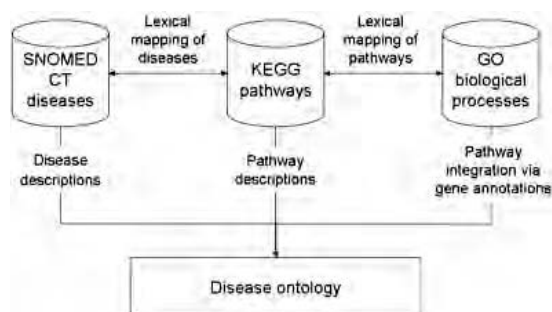 SNOMED
CT
diseases
Lexical
mapping of
diseases
KEGG
pathways
Lexical
mapping of
pathways
GO
biological
processes
Disease
descriptions
Pathway
descriptions
Pathway
integration via
gene annotations
Disease ontology